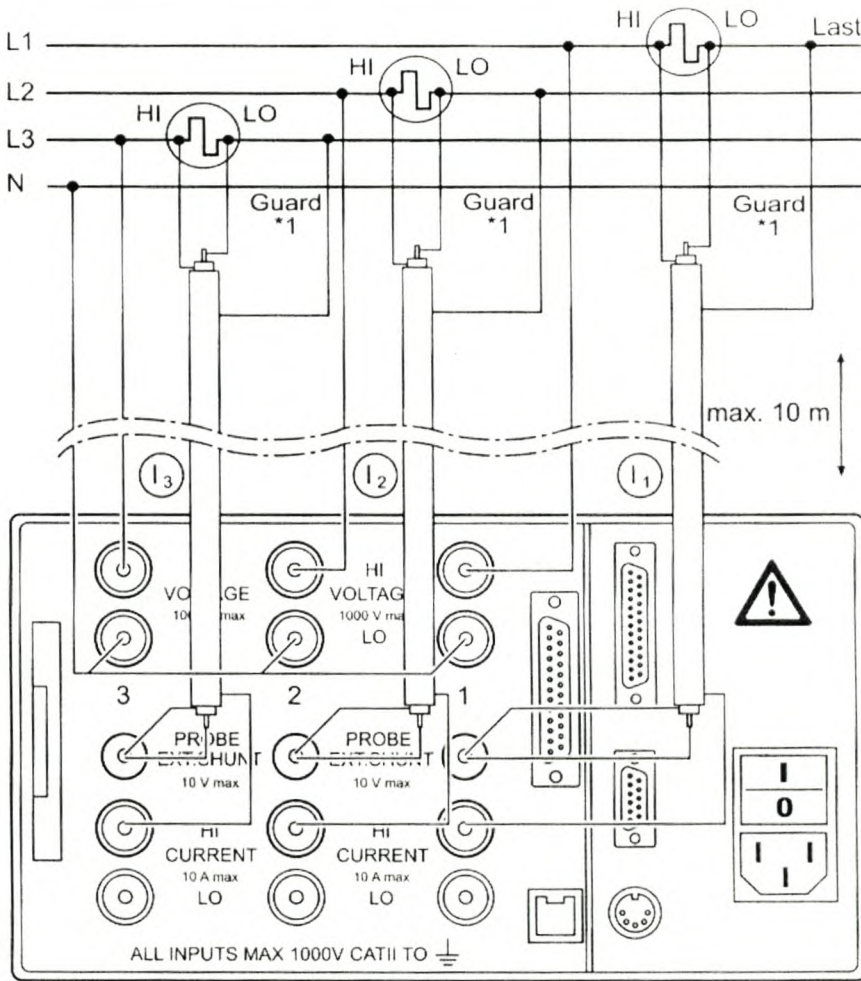 HI LO Last
L1
HI LO
L2
HI LO
L3
N
Guard
*1
Guard
*1
Guard
*1
max. 10 m
I3 I2 I1
HI
VOLTAGE
max
VOLTAG
1000 V ma
LO
3 2 1
PROBE
EXT.SHUNT
10 V max
PROBE
EXT.SHUNT
10 V max
HI
CURRENT
10 A max
LO
HI
CURRENT
10 A max
LO
I
0
ALL INPUTS MAX 1000V CATII TO